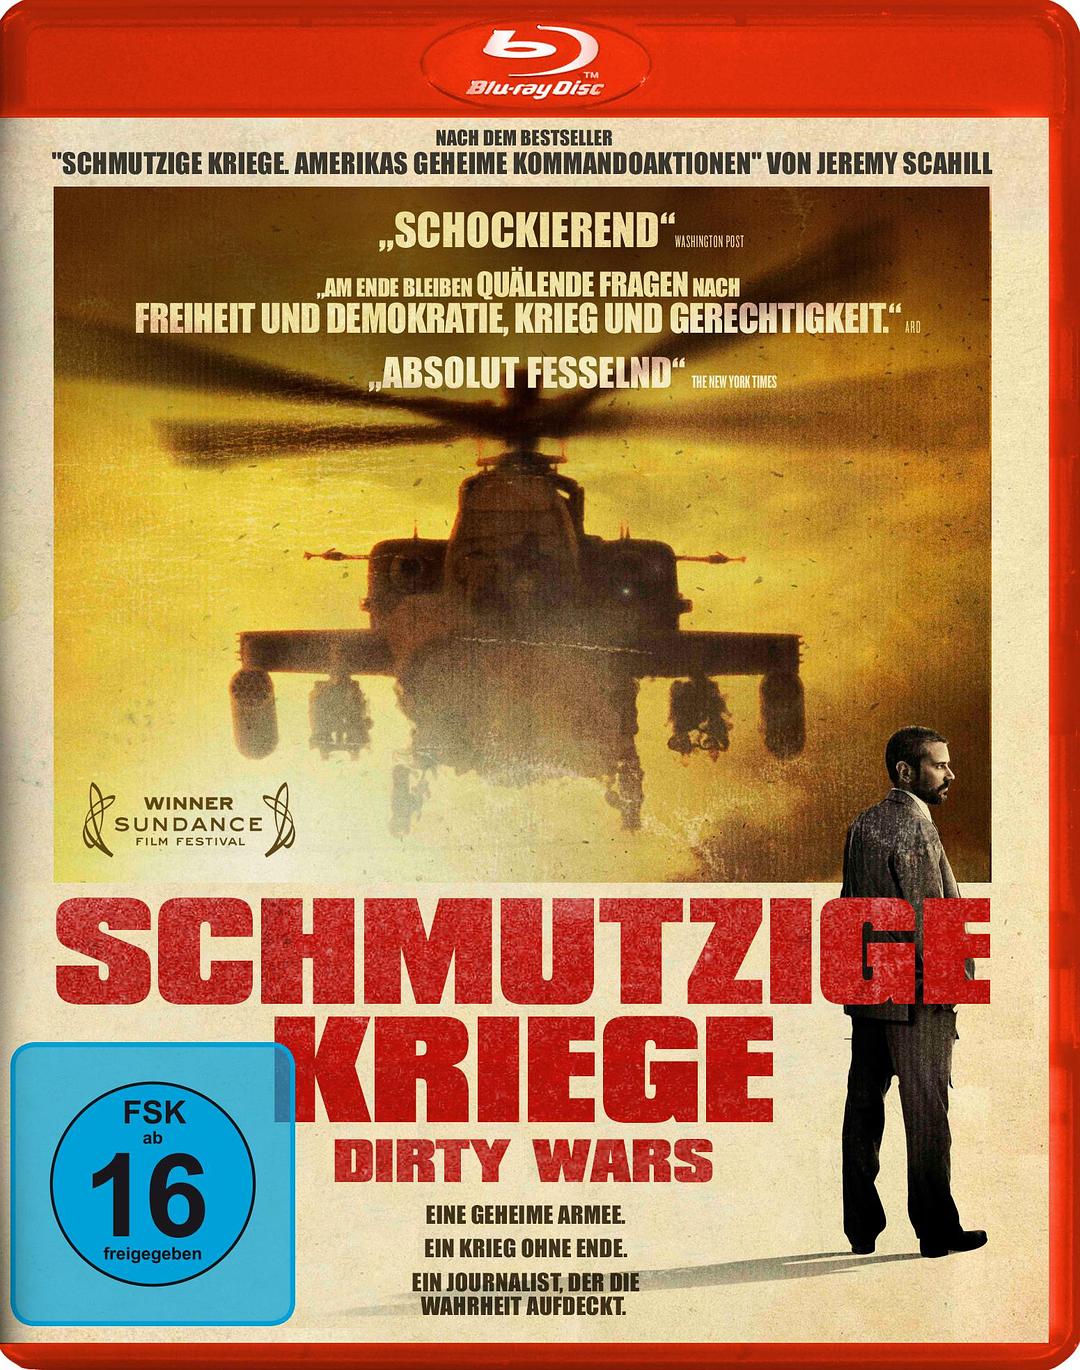 Blu-ray Disc™
NACH DEM BESTSELLER
"SCHMUTZIGE KRIEGE. AMERIKAS GEHEIME KOMMANDOAKTIONEN" VON JEREMY SCAHILL
„SCHOCKIEREND“ WASHINGTON POST
„AM ENDE BLEIBEN QUÄLENDE FRAGEN NACH
FREIHEIT UND DEMOKRATIE, KRIEG UND GERECHTIGKEIT.“ ARD
„ABSOLUT FESSELND“ THE NEW YORK TIMES
WINNER
SUNDANCE
FILM FESTIVAL
SCHMUTZIGE
KRIEGE
DIRTY WARS
EINE GEHEIME ARMEE.
EIN KRIEG OHNE ENDE.
EIN JOURNALIST, DER DIE
WAHRHEIT AUFDECKT.
FSK
ab
16
freigegeben